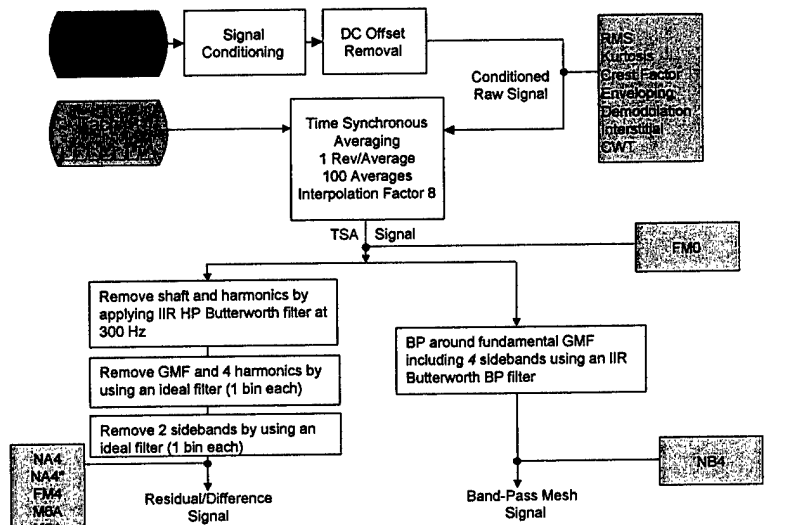 Signal
Conditioning
DC Offset
Removal
Conditioned
Raw Signal
RMS
Kurtosis
Crest Factor
Enveloping
Demodulation
Interstitial
CWT
Time Synchronous
Averaging
1 Rev/Average
100 Averages
Interpolation Factor 8
TSA Signal
FM0
Remove shaft and harmonics by
applying IIR HP Butterworth filter at
300 Hz
Remove GMF and 4 harmonics by
using an ideal filter (1 bin each)
Remove 2 sidebands by using an
ideal filter (1 bin each)
BP around fundamental GMF
including 4 sidebands using an IIR
Butterworth BP filter
NA4
NA4*
FM4
M6A
Residual/Difference
Signal
Band-Pass Mesh
Signal
NB4